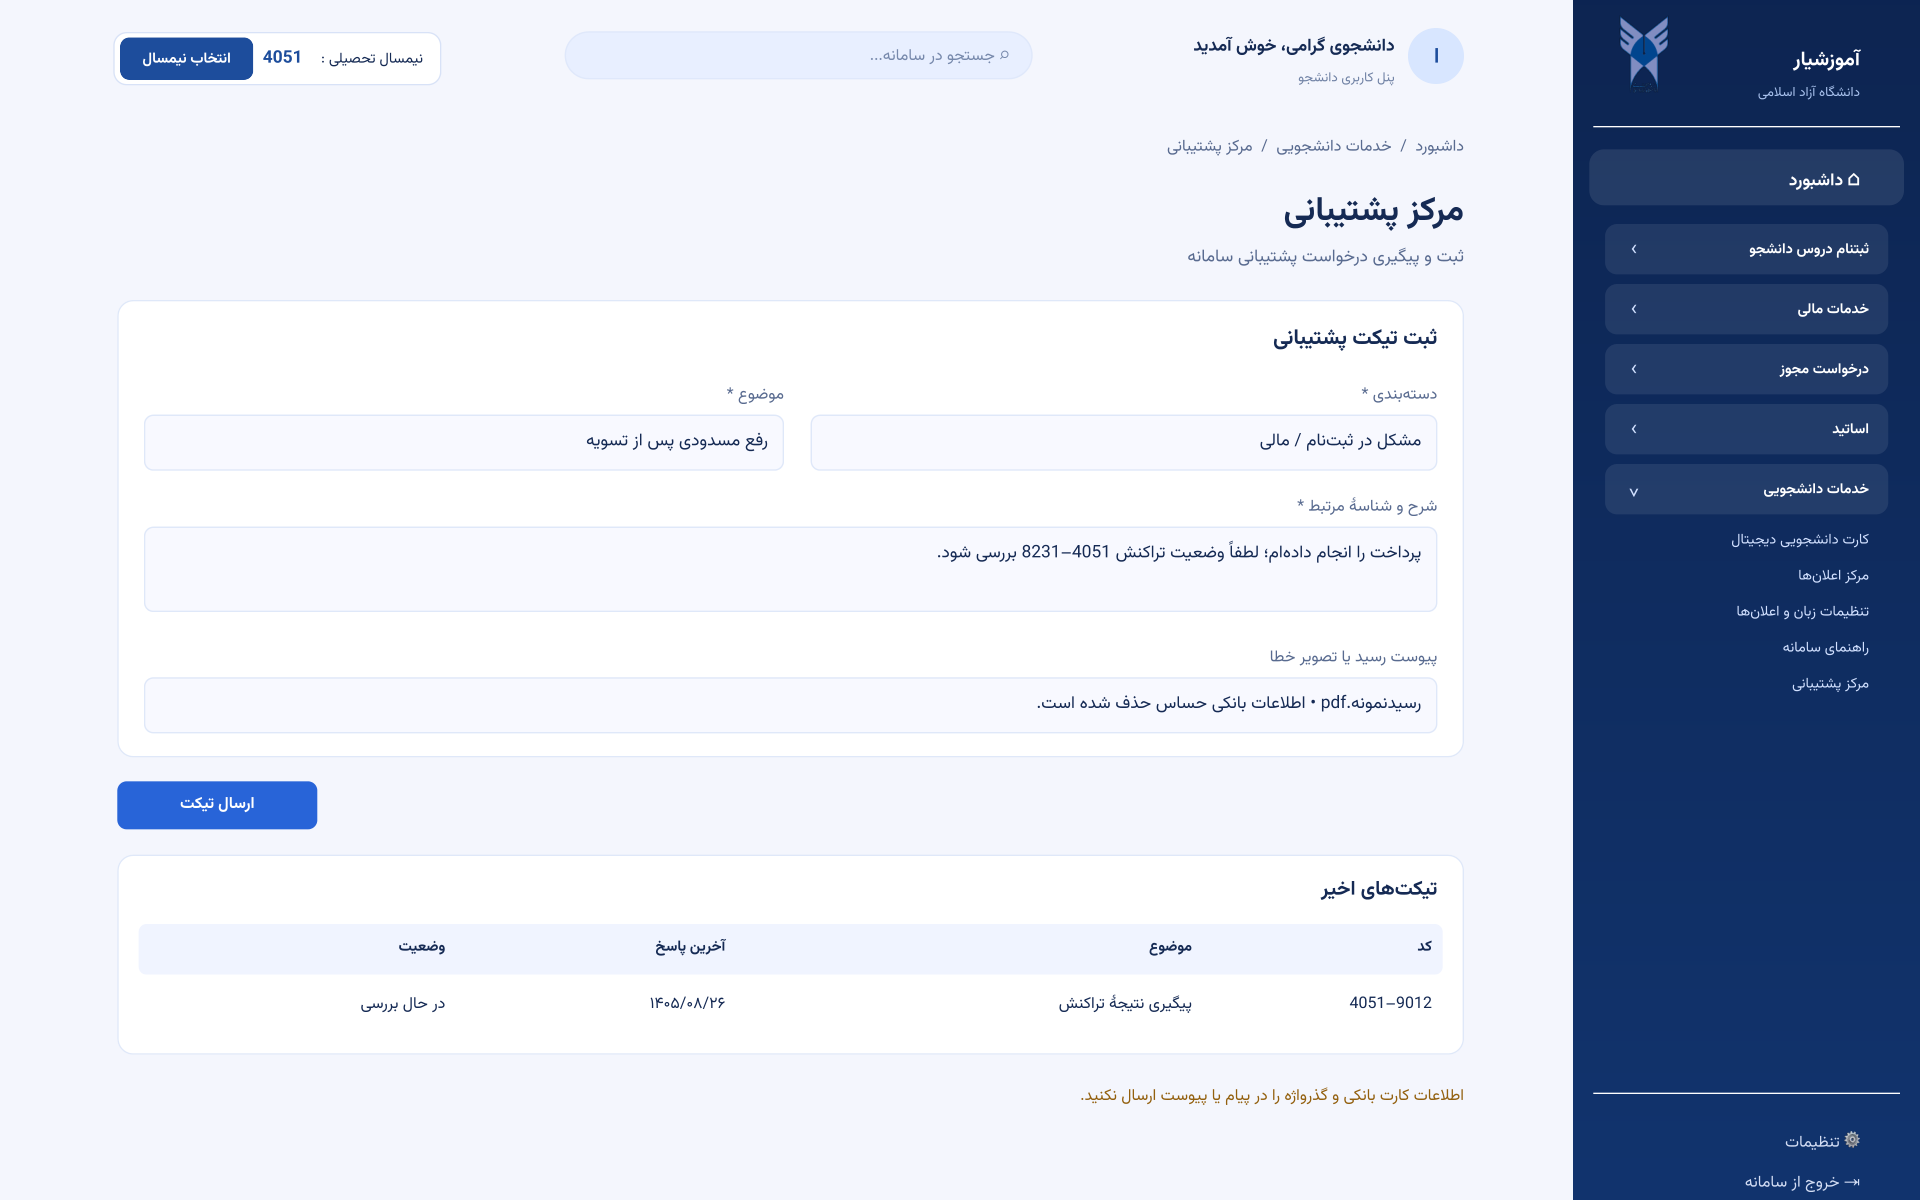 آموزشیار
دانشگاه آزاد اسلامی
داشبورد
ثبتنام دروس دانشجو
خدمات مالی
درخواست مجوز
اساتید
خدمات دانشجویی
کارت دانشجویی دیجیتال
مرکز اعلان‌ها
تنظیمات زبان و اعلان‌ها
راهنمای سامانه
مرکز پشتیبانی
تنظیمات
خروج از سامانه
ا
دانشجوی گرامی، خوش آمدید
پنل کاربری دانشجو
جستجو در سامانه...
نیمسال تحصیلی : 4051 انتخاب نیمسال
داشبورد / خدمات دانشجویی / مرکز پشتیبانی
مرکز پشتیبانی
ثبت و پیگیری درخواست پشتیبانی سامانه
ثبت تیکت پشتیبانی
دسته‌بندی * موضوع *
مشکل در ثبت‌نام / مالی رفع مسدودی پس از تسویه
شرح و شناسهٔ مرتبط *
پرداخت را انجام داده‌ام؛ لطفاً وضعیت تراکنش 4051–8231 بررسی شود.
پیوست رسید یا تصویر خطا
رسیدنمونه.pdf • اطلاعات بانکی حساس حذف شده است.
ارسال تیکت
تیکت‌های اخیر
کد موضوع آخرین پاسخ وضعیت
4051–9012 پیگیری نتیجهٔ تراکنش ۱۴۰۵/۰۸/۲۶ در حال بررسی
اطلاعات کارت بانکی و گذرواژه را در پیام یا پیوست ارسال نکنید.